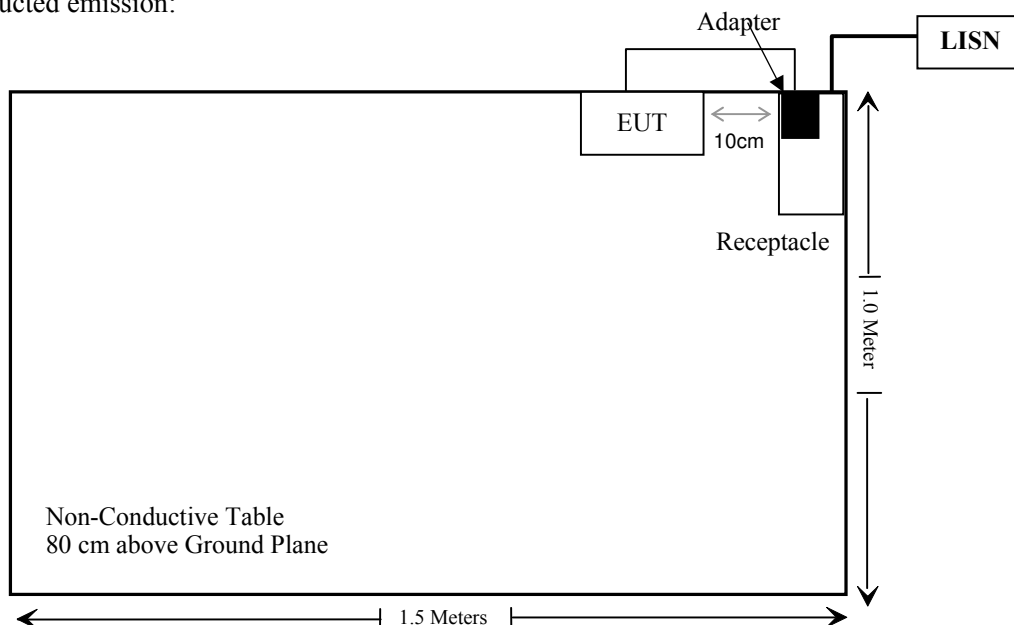 ucted emission:
Adapter
LISN
EUT
10cm
Receptacle
1.0 Meter
Non-Conductive Table
80 cm above Ground Plane
1.5 Meters